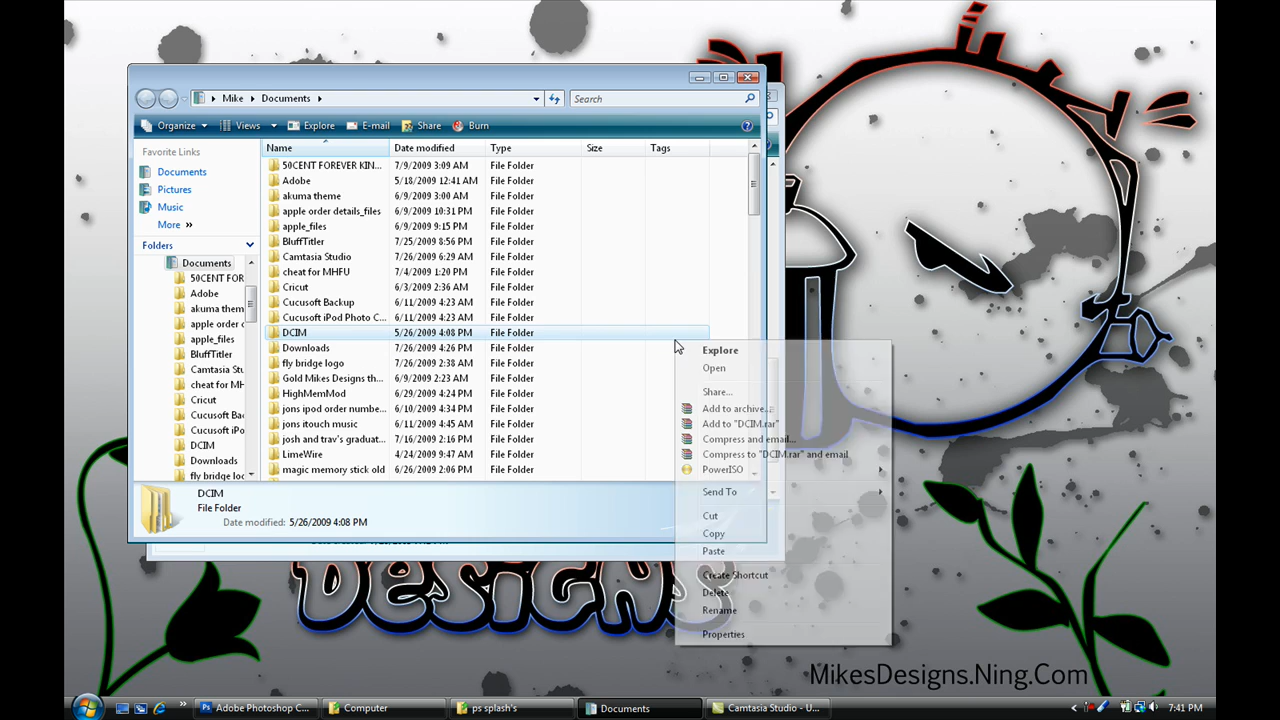 Mike Documents
Search
Organize Views Explore E-mail Share Burn
Favorite Links
Documents
Pictures
Music
More »
Folders
Documents
50CENT FOR
Adobe
akuma them
apple order c
apple_files
BluffTitler
Camtasia Stu
cheat for MH
Cricut
Cucusoft Bac
Cucusoft iPo
DCIM
Downloads
fly bridge log
Name Date modified Type Size Tags
50CENT FOREVER KIN... 7/9/2009 3:09 AM File Folder
Adobe 5/18/2009 12:41 AM File Folder
akuma theme 6/9/2009 3:00 AM File Folder
apple order details_files 6/9/2009 10:31 PM File Folder
apple_files 6/9/2009 9:15 PM File Folder
BluffTitler 7/25/2009 8:56 PM File Folder
Camtasia Studio 7/26/2009 6:29 AM File Folder
cheat for MHFU 7/4/2009 1:20 PM File Folder
Cricut 6/3/2009 2:36 AM File Folder
Cucusoft Backup 6/11/2009 4:23 AM File Folder
Cucusoft iPod Photo C... 6/11/2009 4:23 AM File Folder
DCIM 5/26/2009 4:08 PM File Folder
Downloads 7/26/2009 4:26 PM File Folder
fly bridge logo 7/26/2009 2:38 AM File Folder
Gold Mikes Designs th... 6/9/2009 2:23 AM File Folder
HighMemMod 6/29/2009 4:24 PM File Folder
jons ipod order numbe... 6/10/2009 4:34 PM File Folder
jons itouch music 6/11/2009 4:45 AM File Folder
josh and trav's graduat... 7/16/2009 2:16 PM File Folder
LimeWire 4/24/2009 9:47 AM File Folder
magic memory stick old 6/26/2009 2:06 PM File Folder
DCIM
File Folder
Date modified: 5/26/2009 4:08 PM
Explore
Open
Share...
Add to archive...
Add to "DCIM.rar"
Compress and email...
Compress to "DCIM.rar" and email
PowerISO
Send To
Cut
Copy
Paste
Create Shortcut
Delete
Rename
Properties
DESIGNS
MikesDesigns.Ning.Com
Adobe Photoshop C... Computer ps splash's Documents Camtasia Studio - U... 7:41 PM